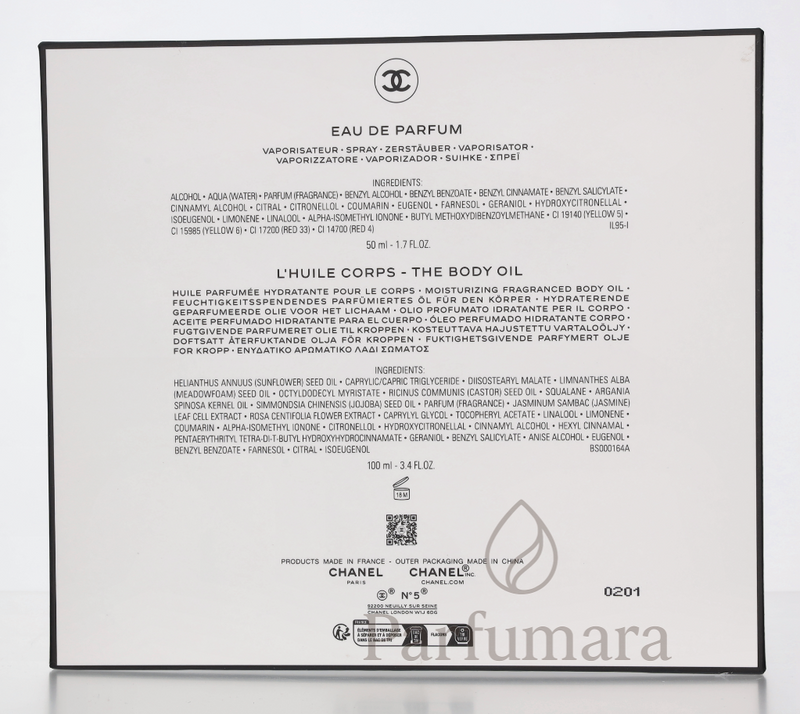 EAU DE PARFUM
VAPORISATEUR • SPRAY • ZERSTÄUBER • VAPORISATOR •
VAPORIZZATORE • VAPORIZADOR • SUIHKE • ΣΠΡΕΪ
INGREDIENTS:
ALCOHOL • AQUA (WATER) • PARFUM (FRAGRANCE) • BENZYL ALCOHOL • BENZYL BENZOATE • BENZYL CINNAMATE • BENZYL SALICYLATE •
CINNAMYL ALCOHOL • CITRAL • CITRONELLOL • COUMARIN • EUGENOL • FARNESOL • GERANIOL • HYDROXYCITRONELLAL •
ISOEUGENOL • LIMONENE • LINALOOL • ALPHA-ISOMETHYL IONONE • BUTYL METHOXYDIBENZOYLMETHANE • CI 19140 (YELLOW 5) •
CI 15985 (YELLOW 6) • CI 17200 (RED 33) • CI 14700 (RED 4) IL95-I
50 ml - 1.7 FL.OZ.
L'HUILE CORPS - THE BODY OIL
HUILE PARFUMÉE HYDRATANTE POUR LE CORPS • MOISTURIZING FRAGRANCED BODY OIL •
FEUCHTIGKEITSSPENDENDES PARFÜMIERTES ÖL FÜR DEN KÖRPER • HYDRATERENDE
GEPARFUMEERDE OLIE VOOR HET LICHAAM • OLIO PROFUMATO IDRATANTE PER IL CORPO •
ACEITE PERFUMADO HIDRATANTE PARA EL CUERPO • ÓLEO PERFUMADO HIDRATANTE CORPO •
FUGTGIVENDE PARFUMERET OLIE TIL KROPPEN • KOSTEUTTAVA HAJUSTETTU VARTALOÖLJY •
DOFTSATT ÅTERFUKTANDE OLJA FÖR KROPPEN • FUKTIGHETSGIVENDE PARFYMERT OLJE
FOR KROPP • ΕΝΥΔΑΤΙΚΟ ΑΡΩΜΑΤΙΚΟ ΛΑΔΙ ΣΩΜΑΤΟΣ
INGREDIENTS:
HELIANTHUS ANNUUS (SUNFLOWER) SEED OIL • CAPRYLIC/CAPRIC TRIGLYCERIDE • DIISOSTEARYL MALATE • LIMNANTHES ALBA
(MEADOWFOAM) SEED OIL • OCTYLDODECYL MYRISTATE • RICINUS COMMUNIS (CASTOR) SEED OIL • SQUALANE • ARGANIA
SPINOSA KERNEL OIL • SIMMONDSIA CHINENSIS (JOJOBA) SEED OIL • PARFUM (FRAGRANCE) • JASMINUM SAMBAC (JASMINE)
LEAF CELL EXTRACT • ROSA CENTIFOLIA FLOWER EXTRACT • CAPRYLYL GLYCOL • TOCOPHERYL ACETATE • LINALOOL • LIMONENE •
COUMARIN • ALPHA-ISOMETHYL IONONE • CITRONELLOL • HYDROXYCITRONELLAL • CINNAMYL ALCOHOL • HEXYL CINNAMAL •
PENTAERYTHRITYL TETRA-DI-T-BUTYL HYDROXYHYDROCINNAMATE • GERANIOL • BENZYL SALICYLATE • ANISE ALCOHOL • EUGENOL •
BENZYL BENZOATE • FARNESOL • CITRAL • ISOEUGENOL BS000164A
100 ml - 3.4 FL.OZ.
18 M
PRODUCTS MADE IN FRANCE - OUTER PACKAGING MADE IN CHINA
CHANEL CHANEL® INC
PARIS CHANEL.COM
® N°5®
92200 NEUILLY SUR SEINE
CHANEL LONDON W1J 6DG
0201
ÉLÉMENTS D'EMBALLAGE
À SÉPARER ET À DÉPOSER
DANS LE BAC DE TRI
Parfumara